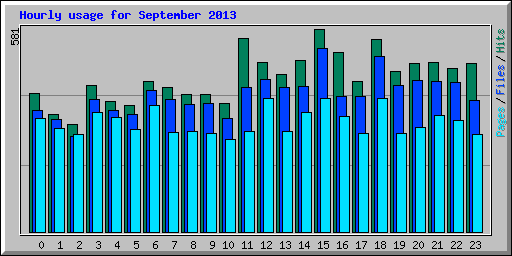 Hourly usage for September 2013
581
Pages/Files/Hits
0 1 2 3 4 5 6 7 8 9 10 11 12 13 14 15 16 17 18 19 20 21 22 23